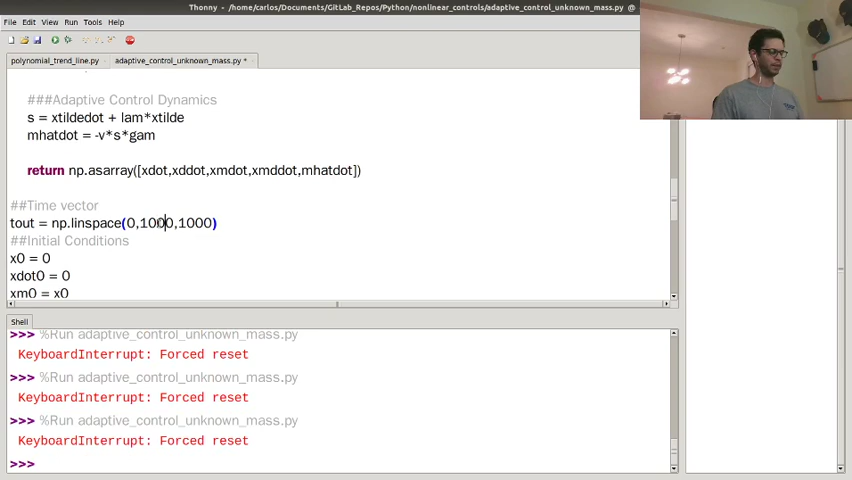 Thonny - /home/carlos/Documents/GitLab_Repos/Python/nonlinear_controls/adaptive_control_unknown_mass.py @
File Edit View Run Tools Help
polynomial_trend_line.py
adaptive_control_unknown_mass.py *
###Adaptive Control Dynamics
s = xtildedot + lam*xtilde
mhatdot = -v*s*gam
return np.asarray([xdot,xddot,xmdot,xmddot,mhatdot])
##Time vector
tout = np.linspace(0,1000,1000)
##Initial Conditions
x0 = 0
xdot0 = 0
xm0 = x0
Shell
>>> %Run adaptive_control_unknown_mass.py
KeyboardInterrupt: Forced reset
>>> %Run adaptive_control_unknown_mass.py
KeyboardInterrupt: Forced reset
>>> %Run adaptive_control_unknown_mass.py
KeyboardInterrupt: Forced reset
>>>